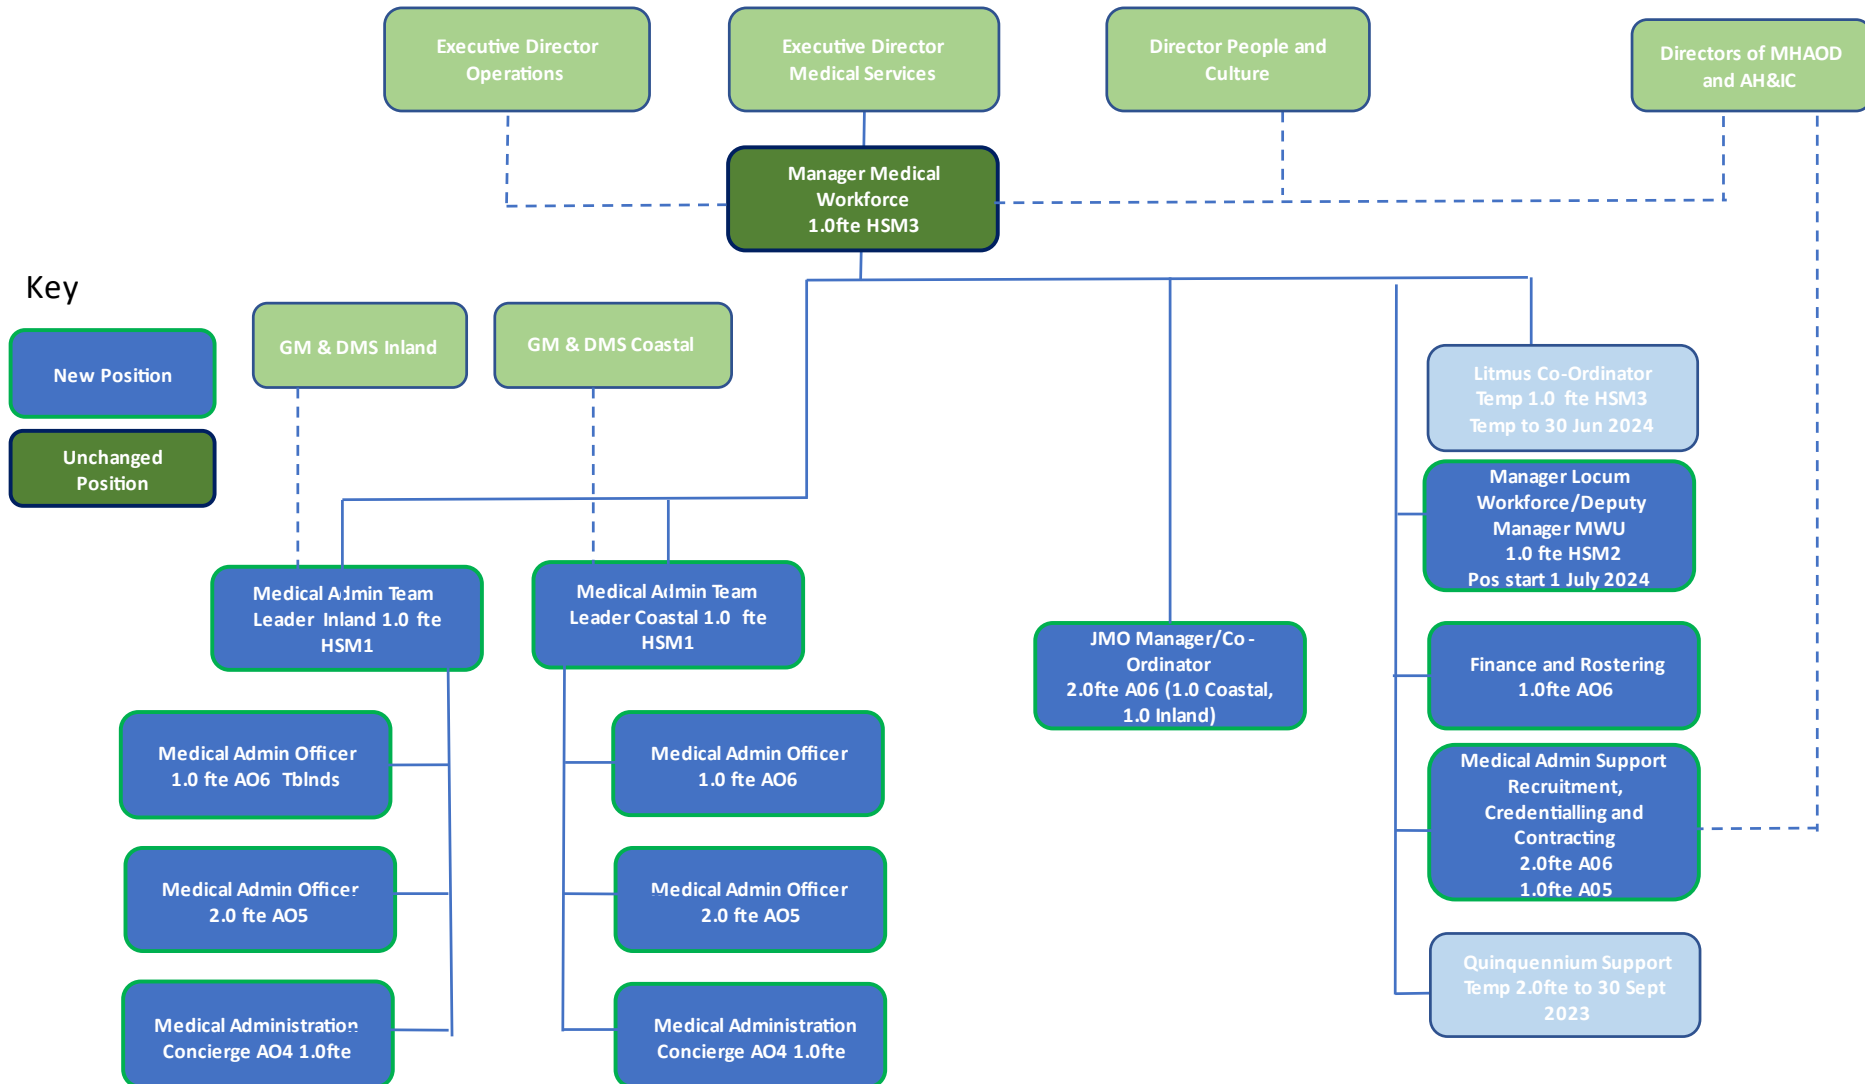 Executive Director
Operations
Executive Director
Medical Services
Director People and
Culture
Directors of MHAOD
and AH&IC
Manager Medical
Workforce
1.0fte HSM3
Key
New Position
Unchanged
Position
GM & DMS Inland
GM & DMS Coastal
Litmus Co-Ordinator
Temp 1.0 fte HSM3
Temp to 30 Jun 2024
Manager Locum
Workforce/Deputy
Manager MWU
1.0 fte HSM2
Pos start 1 July 2024
Medical Admin Team
Leader Inland 1.0 fte
HSM1
Medical Admin Team
Leader Coastal 1.0 fte
HSM1
JMO Manager/Co-
Ordinator
2.0fte A06 (1.0 Coastal,
1.0 Inland)
Finance and Rostering
1.0fte AO6
Medical Admin Officer
1.0 fte AO6 Tblnds
Medical Admin Officer
1.0 fte AO6
Medical Admin Support
Recruitment,
Credentialling and
Contracting
2.0fte A06
1.0fte A05
Medical Admin Officer
2.0 fte AO5
Medical Admin Officer
2.0 fte AO5
Quinquennium Support
Temp 2.0fte to 30 Sept
2023
Medical Administration
Concierge AO4 1.0fte
Medical Administration
Concierge AO4 1.0fte